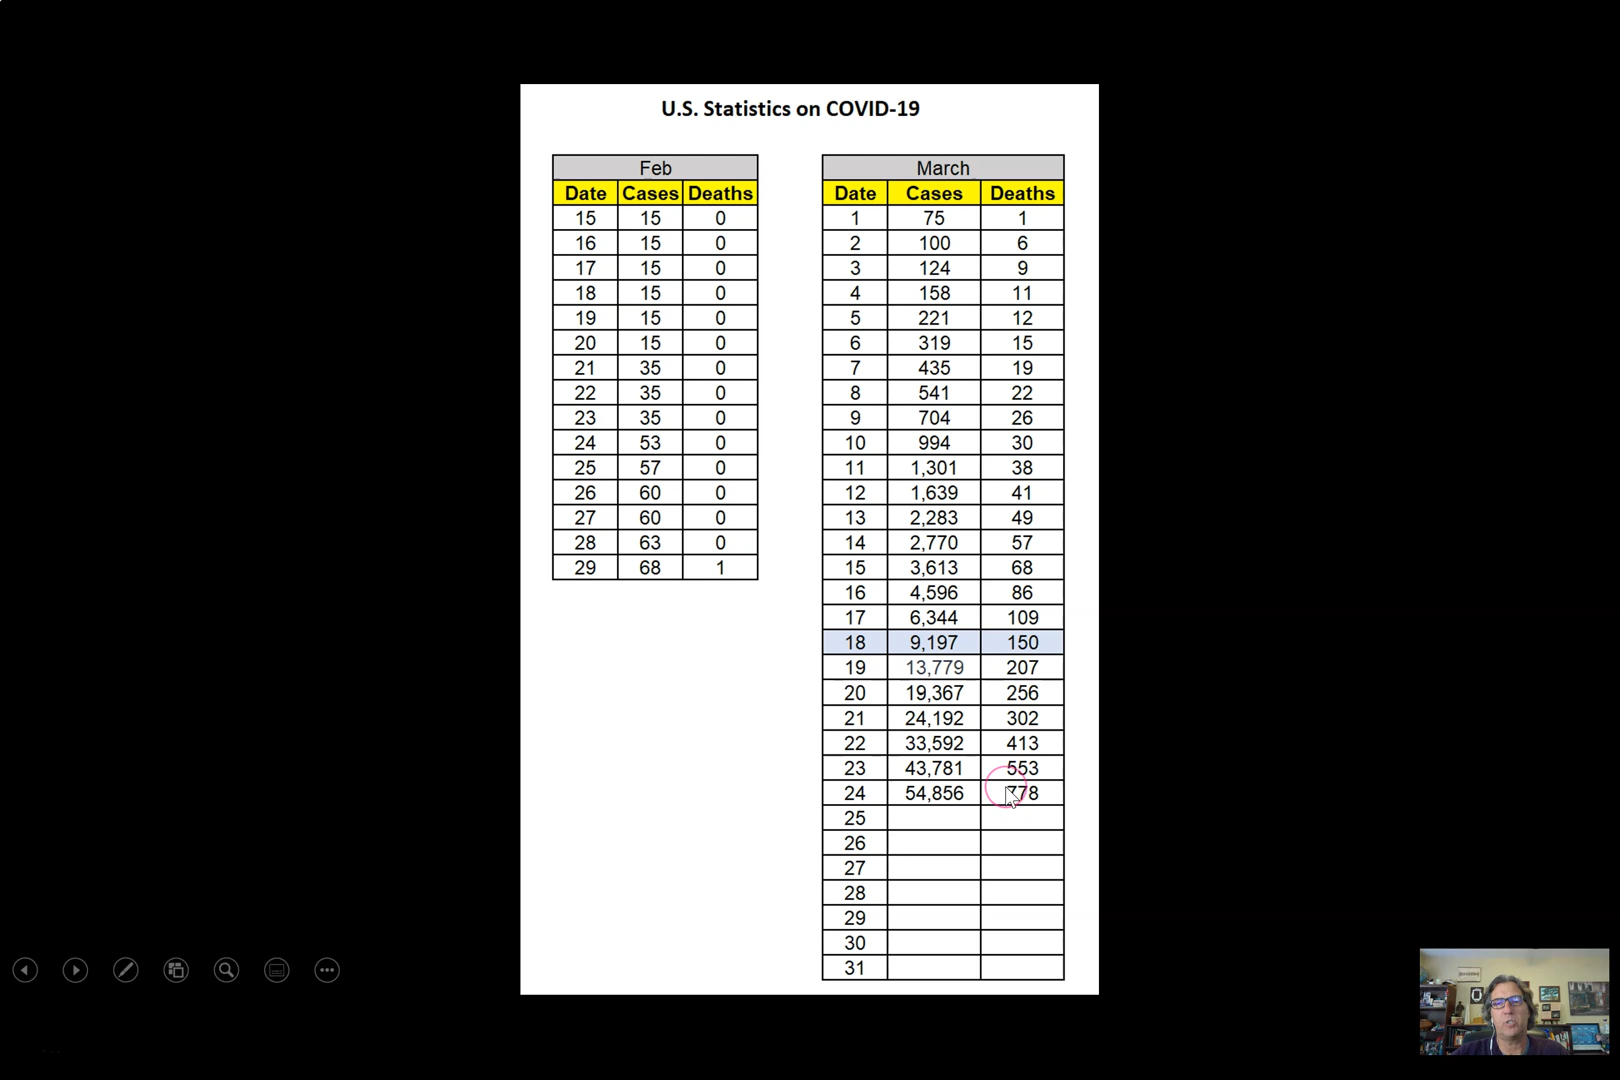 U.S. Statistics on COVID-19
Feb
Date Cases Deaths
15 15 0
16 15 0
17 15 0
18 15 0
19 15 0
20 15 0
21 35 0
22 35 0
23 35 0
24 53 0
25 57 0
26 60 0
27 60 0
28 63 0
29 68 1
March
Date Cases Deaths
1 75 1
2 100 6
3 124 9
4 158 11
5 221 12
6 319 15
7 435 19
8 541 22
9 704 26
10 994 30
11 1,301 38
12 1,639 41
13 2,283 49
14 2,770 57
15 3,613 68
16 4,596 86
17 6,344 109
18 9,197 150
19 13,779 207
20 19,367 256
21 24,192 302
22 33,592 413
23 43,781 553
24 54,856 778
25
26
27
28
29
30
31